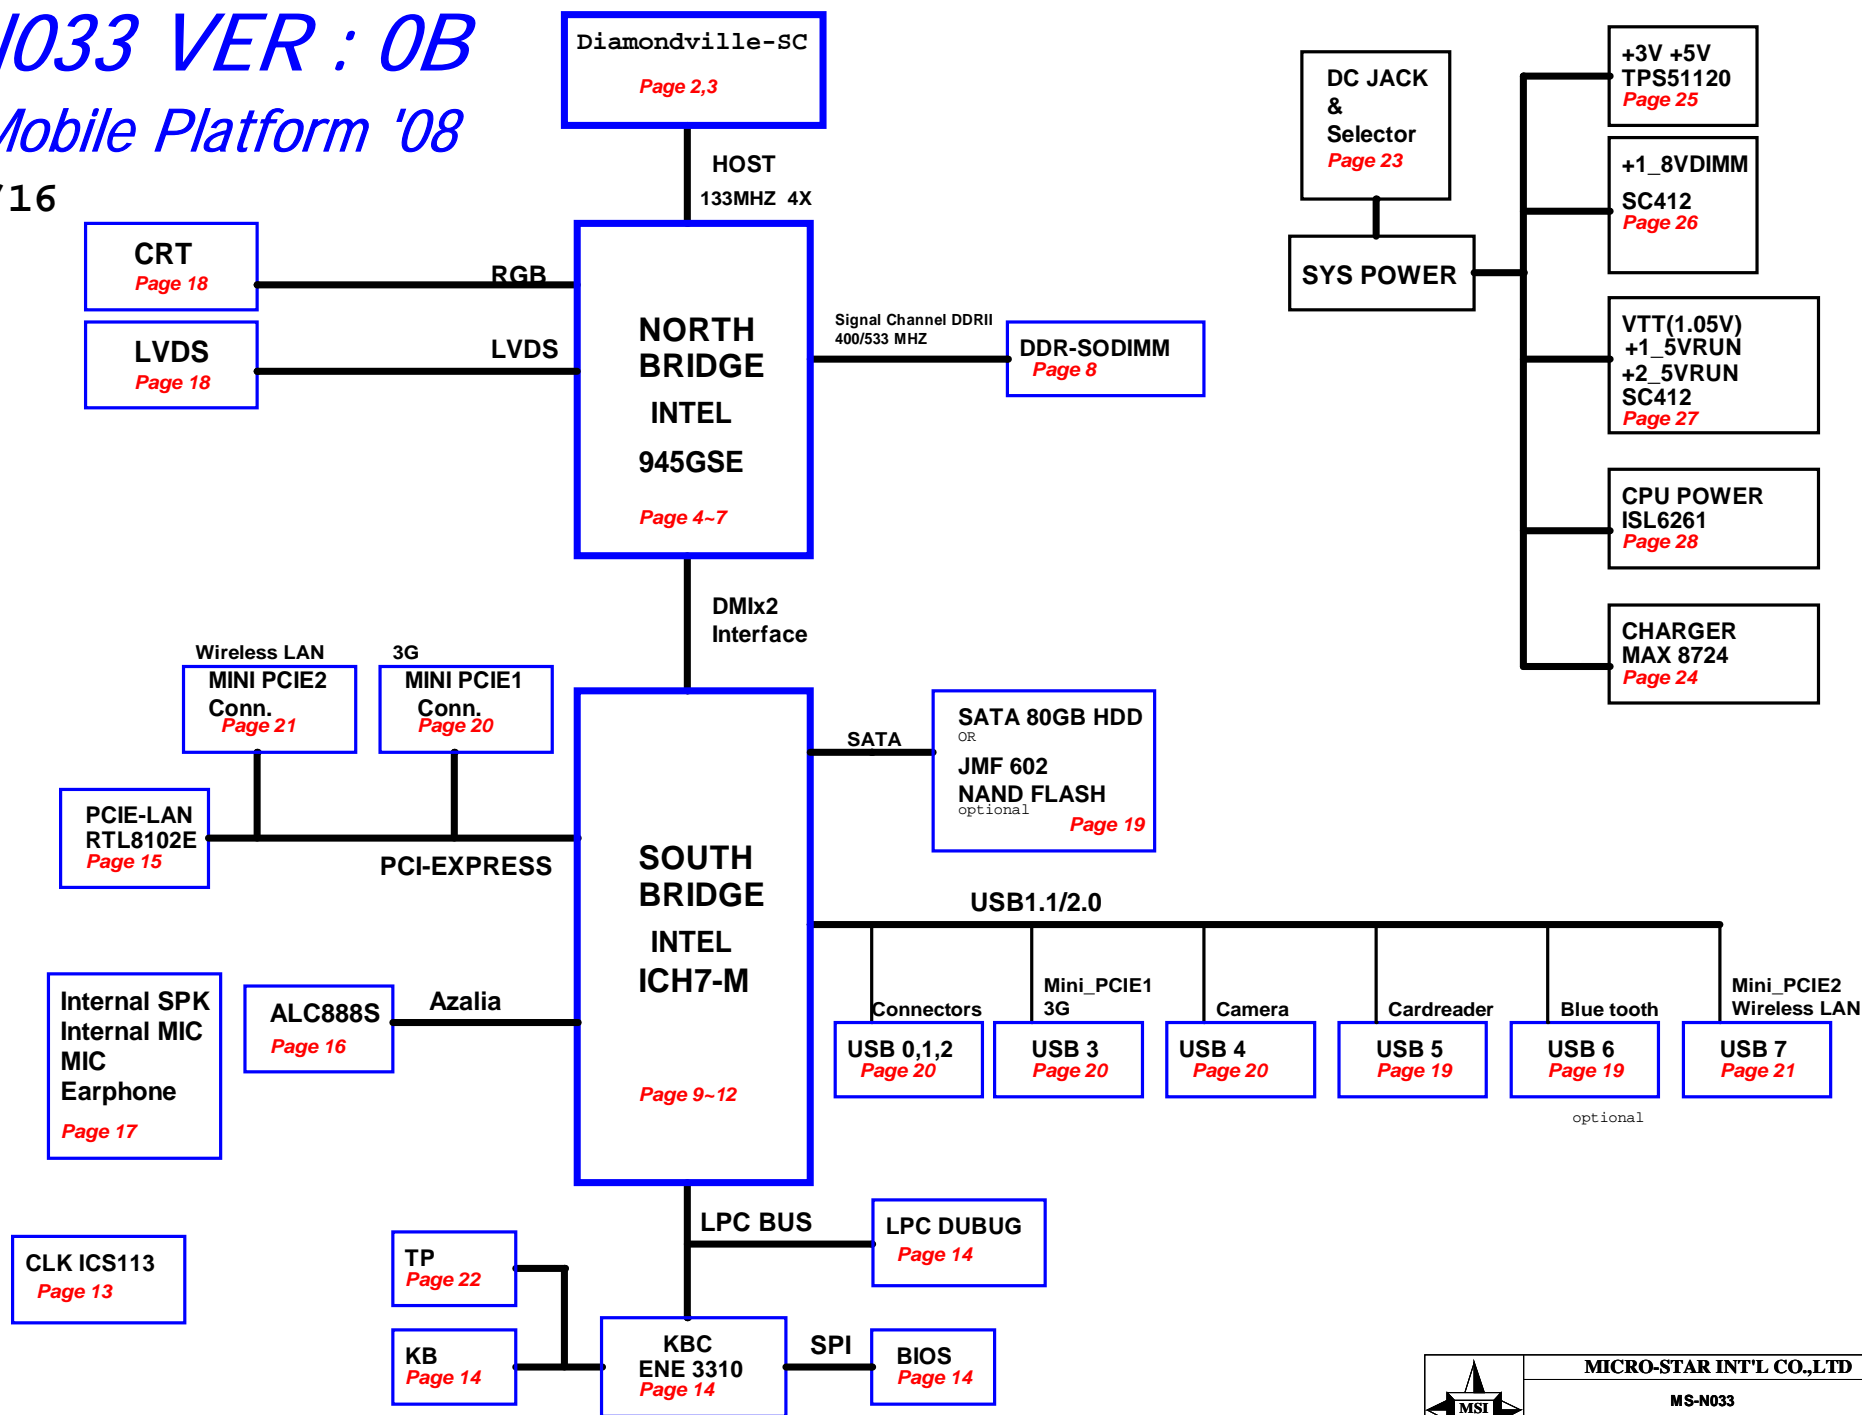 N033 VER : 0B
Mobile Platform '08
/16
Diamondville-SC
Page 2,3
HOST
133MHZ 4X
CRT
Page 18
RGB
LVDS
Page 18
LVDS
NORTH
BRIDGE
INTEL
945GSE
Page 4~7
Signal Channel DDRII
400/533 MHZ
DDR-SODIMM
Page 8
DC JACK
&
Selector
Page 23
SYS POWER
+3V +5V
TPS51120
Page 25
+1_8VDIMM
SC412
Page 26
VTT(1.05V)
+1_5VRUN
+2_5VRUN
SC412
Page 27
CPU POWER
ISL6261
Page 28
CHARGER
MAX 8724
Page 24
DMIx2
Interface
Wireless LAN
MINI PCIE2
Conn.
Page 21
3G
MINI PCIE1
Conn.
Page 20
PCIE-LAN
RTL8102E
Page 15
PCI-EXPRESS
SOUTH
BRIDGE
INTEL
ICH7-M
Page 9~12
SATA
SATA 80GB HDD
OR
JMF 602
NAND FLASH
optional
Page 19
USB1.1/2.0
Connectors
USB 0,1,2
Page 20
Mini_PCIE1
3G
USB 3
Page 20
Camera
USB 4
Page 20
Cardreader
USB 5
Page 19
Blue tooth
USB 6
Page 19
optional
Mini_PCIE2
Wireless LAN
USB 7
Page 21
Internal SPK
Internal MIC
MIC
Earphone
Page 17
ALC888S
Page 16
Azalia
CLK ICS113
Page 13
LPC BUS
LPC DUBUG
Page 14
TP
Page 22
KB
Page 14
KBC
ENE 3310
Page 14
SPI
BIOS
Page 14
MSI
MICRO-STAR INT'L CO.,LTD
MS-N033